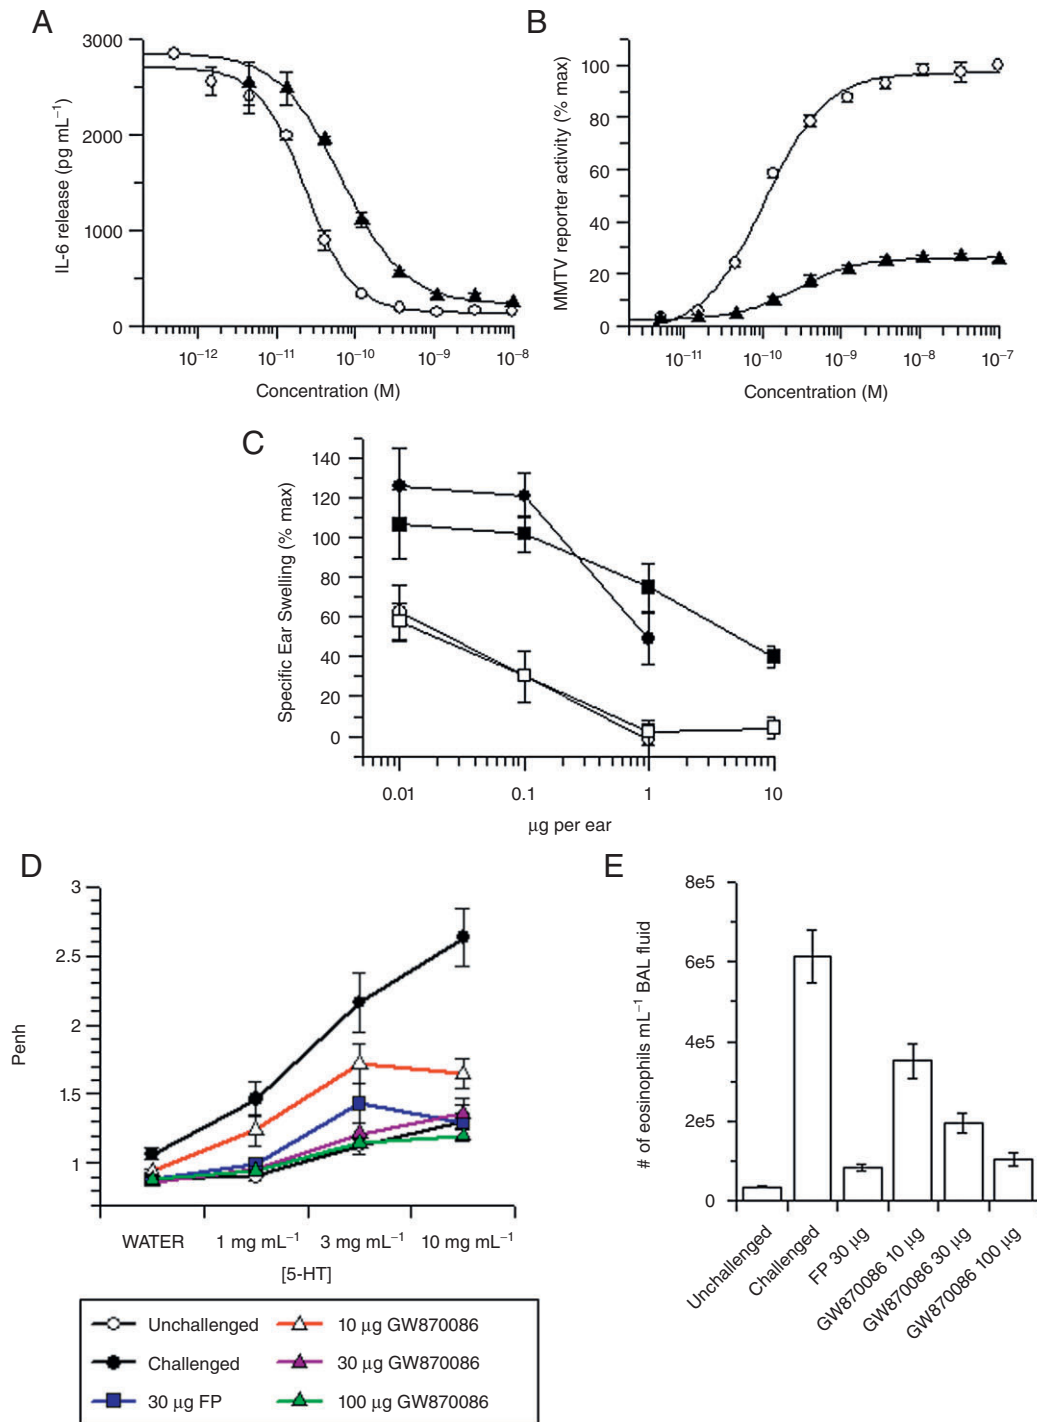 A
3000
2000
1000
0
IL-6 release (pg mL⁻¹)
10⁻¹²
10⁻¹¹
10⁻¹⁰
10⁻⁹
10⁻⁸
Concentration (M)
B
100
80
60
40
20
0
MMTV reporter activity (% max)
10⁻¹¹
10⁻¹⁰
10⁻⁹
10⁻⁸
10⁻⁷
Concentration (M)
C
140
120
100
80
60
40
20
0
Specific Ear Swelling (% max)
0.01
0.1
1
10
μg per ear
D
3
2.5
2
1.5
1
Penh
WATER
1 mg mL⁻¹
3 mg mL⁻¹
10 mg mL⁻¹
[5-HT]
Unchallenged
Challenged
30 μg FP
10 μg GW870086
30 μg GW870086
100 μg GW870086
E
8e5
6e5
4e5
2e5
0
# of eosinophils mL⁻¹ BAL fluid
Unchallenged
Challenged
FP 30 μg
GW870086 10 μg
GW870086 30 μg
GW870086 100 μg